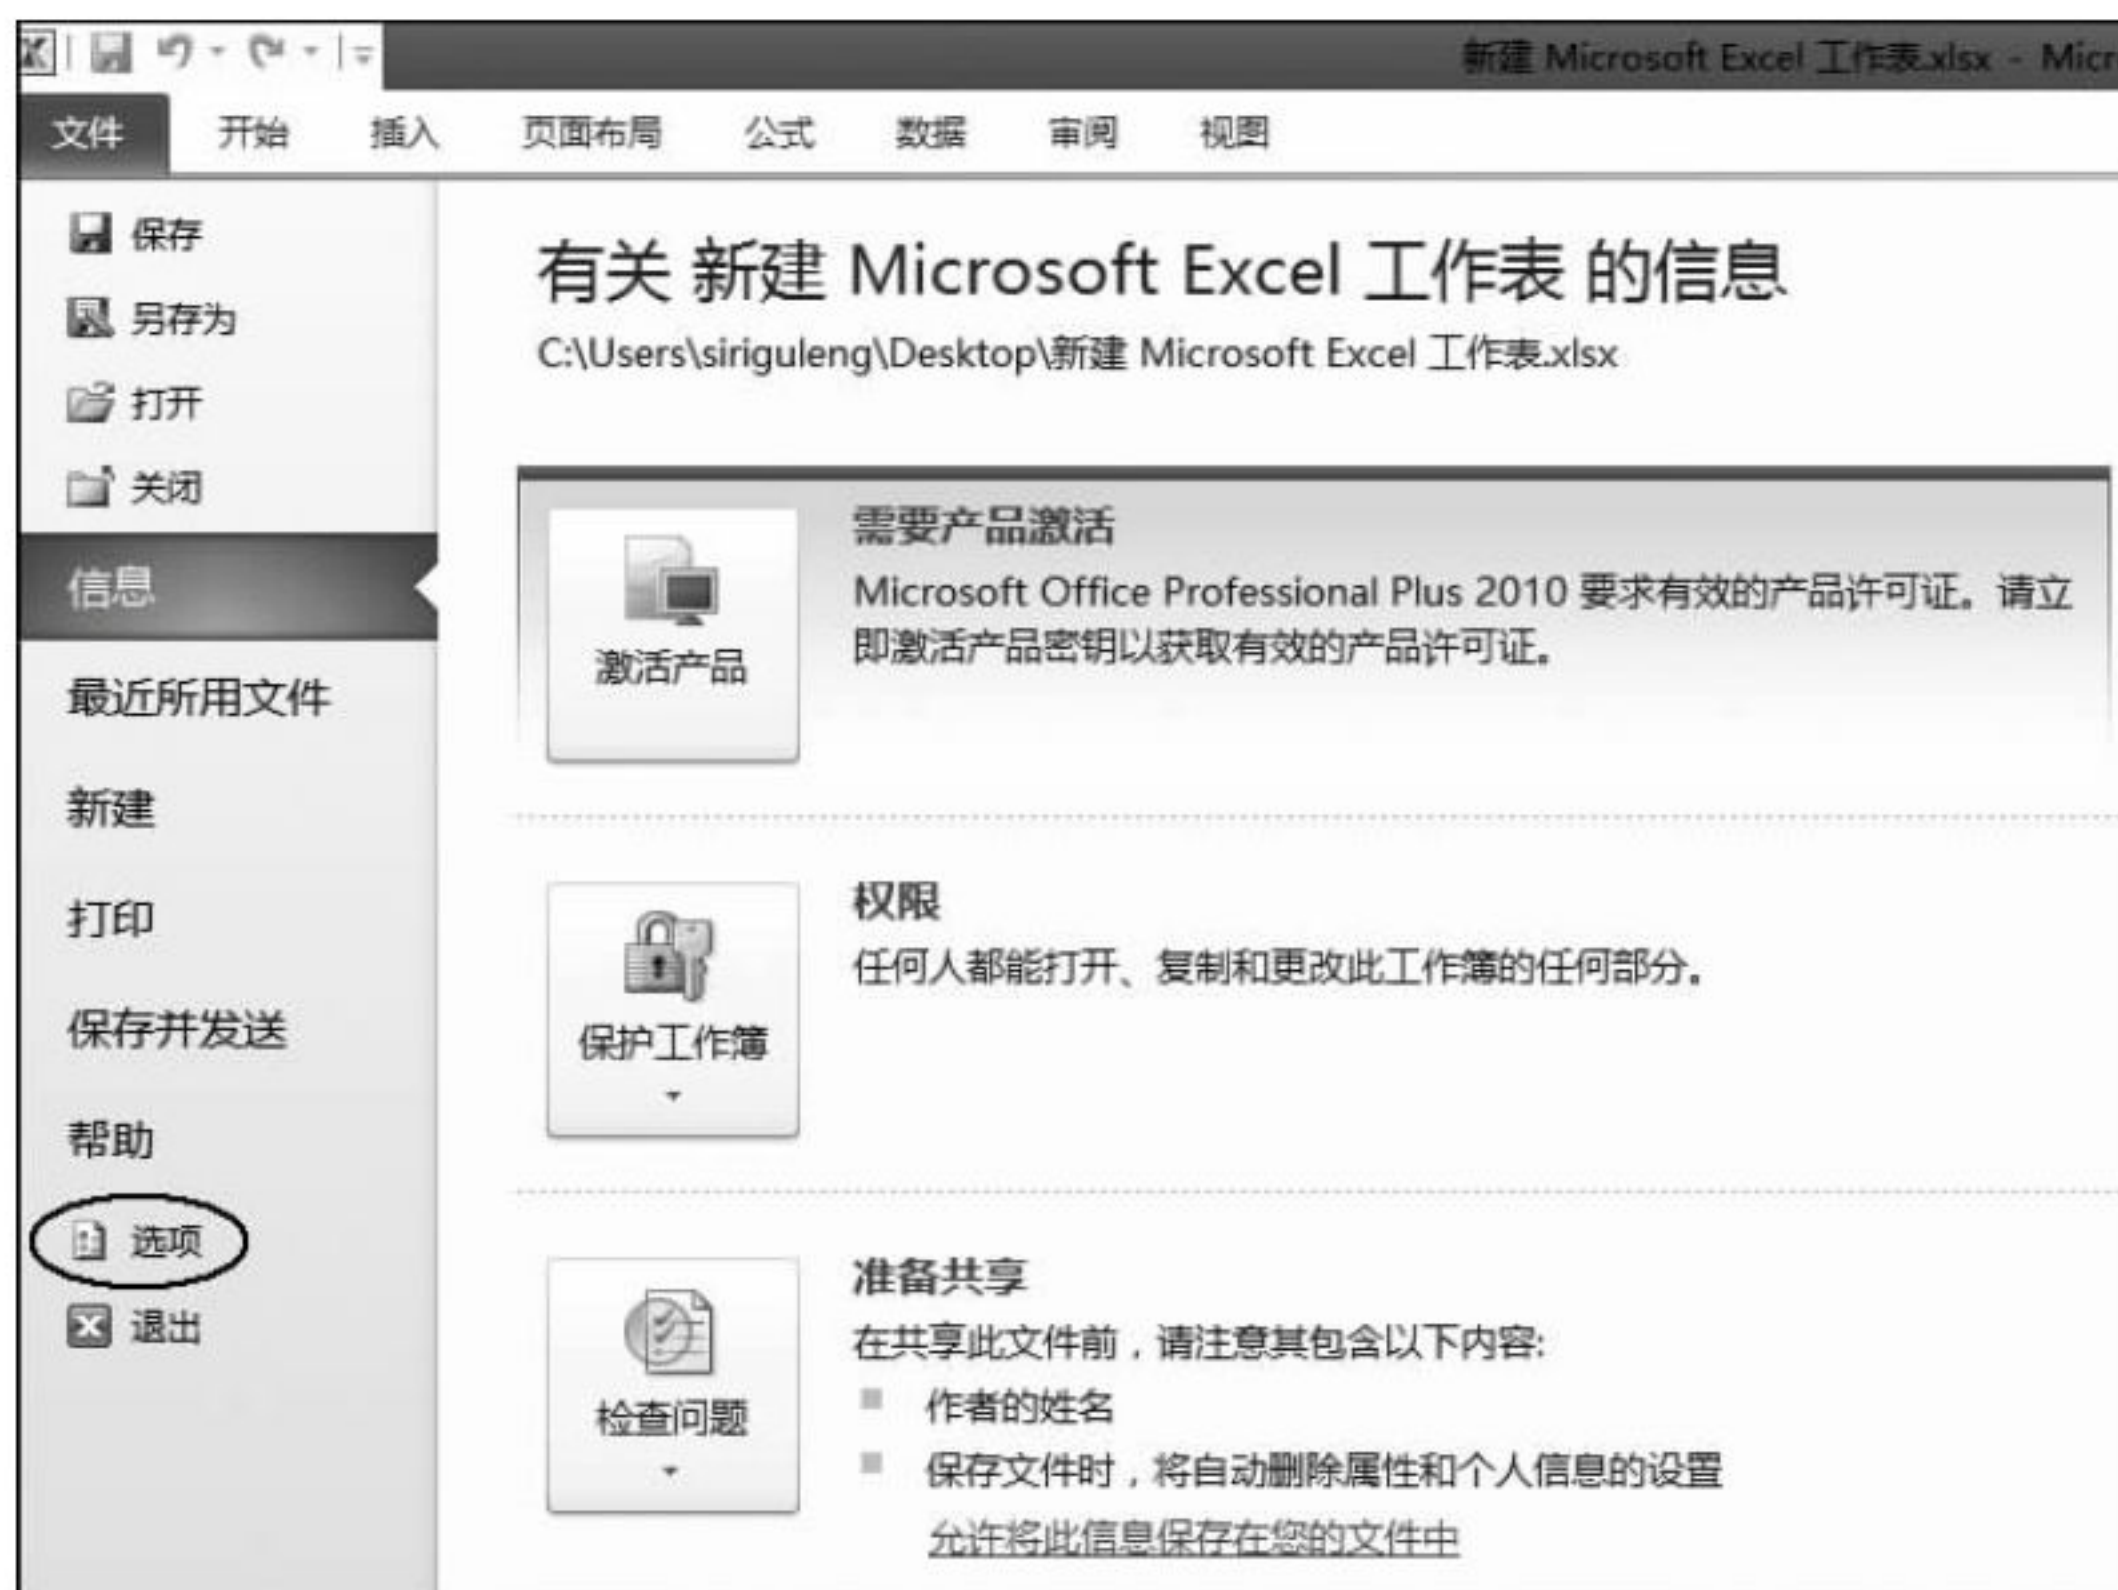 新建 Microsoft Excel 工作表.xlsx - Micr
文件 开始 插入 页面布局 公式 数据 审阅 视图
保存
另存为
打开
关闭
信息
最近所用文件
新建
打印
保存并发送
帮助
选项
退出
有关 新建 Microsoft Excel 工作表 的信息
C:\Users\siriguleng\Desktop\新建 Microsoft Excel 工作表.xlsx
激活产品
需要产品激活
Microsoft Office Professional Plus 2010 要求有效的产品许可证。请立
即激活产品密钥以获取有效的产品许可证。
保护工作簿
权限
任何人都能打开、复制和更改此工作簿的任何部分。
检查问题
准备共享
在共享此文件前，请注意其包含以下内容:
作者的姓名
保存文件时，将自动删除属性和个人信息的设置
允许将此信息保存在您的文件中